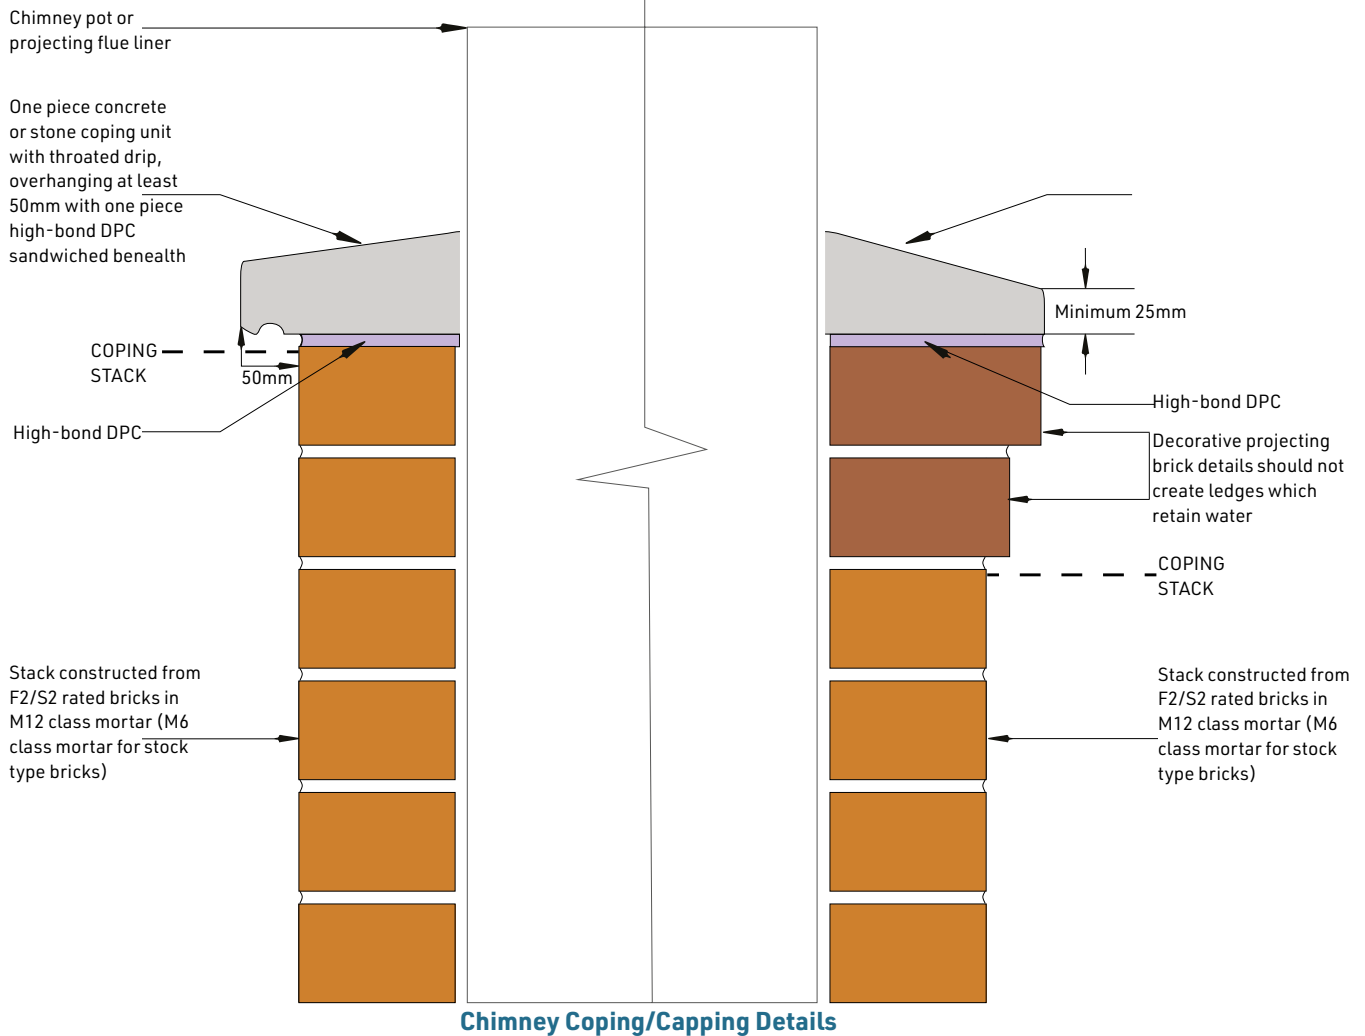 Chimney pot or
projecting flue liner
One piece concrete
or stone coping unit
with throated drip,
overhanging at least
50mm with one piece
high-bond DPC
sandwiched benealth
COPING
STACK
50mm
High-bond DPC
Stack constructed from
F2/S2 rated bricks in
M12 class mortar (M6
class mortar for stock
type bricks)
Minimum 25mm
High-bond DPC
Decorative projecting
brick details should not
create ledges which
retain water
COPING
STACK
Stack constructed from
F2/S2 rated bricks in
M12 class mortar (M6
class mortar for stock
type bricks)
Chimney Coping/Capping Details